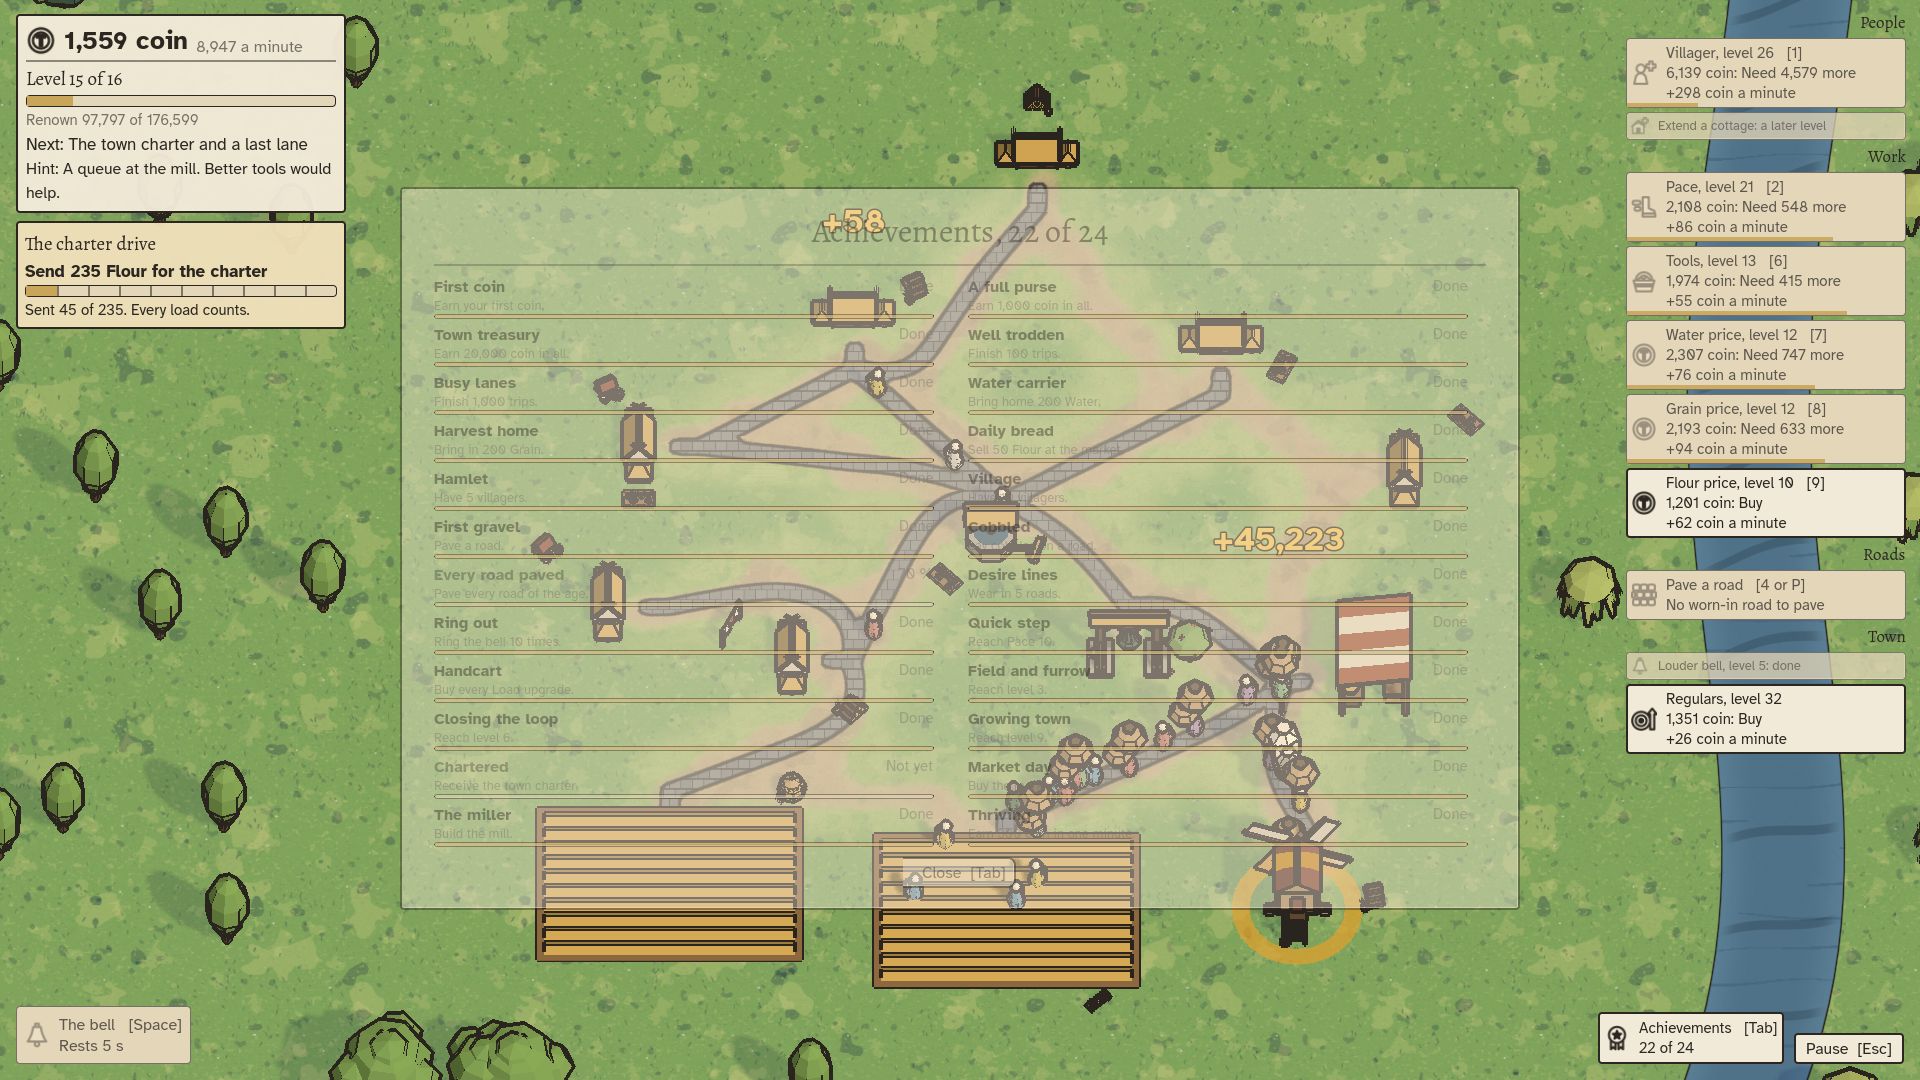 1,559 coin 8,947 a minute
Level 15 of 16
Renown 97,797 of 176,599
Next: The town charter and a last lane
Hint: A queue at the mill. Better tools would
help.
The charter drive
Send 235 Flour for the charter
Sent 45 of 235. Every load counts.
+58
Achievements, 22 of 24
First coin
Earn your first coin.
Town treasury Done
Earn 20,000 coin in all.
Busy lanes Done
Finish 1,000 trips.
Harvest home Done
Bring in 200 Grain.
Hamlet Done
Have 5 villagers.
First gravel Done
Pave a road.
Every road paved
Pave every road of the age.
Ring out Done
Ring the bell 10 times.
Handcart Done
Buy every Load upgrade.
Closing the loop Done
Reach level 6.
Chartered Not yet
Receive the town charter.
The miller Done
Build the mill.
A full purse Done
Earn 1,000 coin in all.
Well trodden Done
Finish 100 trips.
Water carrier Done
Bring home 200 Water.
Daily bread Done
Sell 50 Flour at the market.
Village Done
Cobbled Done
+45,223
Desire lines Done
Wear in 5 roads.
Quick step Done
Reach Pace 10.
Field and furrow Done
Reach level 3.
Growing town Done
Reach level 9.
Market day Done
Buy the
Thriving Done
Close [Tab]
People
Villager, level 26 [1]
6,139 coin: Need 4,579 more
+298 coin a minute
Extend a cottage: a later level
Work
Pace, level 21 [2]
2,108 coin: Need 548 more
+86 coin a minute
Tools, level 13 [6]
1,974 coin: Need 415 more
+55 coin a minute
Water price, level 12 [7]
2,307 coin: Need 747 more
+76 coin a minute
Grain price, level 12 [8]
2,193 coin: Need 633 more
+94 coin a minute
Flour price, level 10 [9]
1,201 coin: Buy
+62 coin a minute
Roads
Pave a road [4 or P]
No worn-in road to pave
Town
Louder bell, level 5: done
Regulars, level 32
1,351 coin: Buy
+26 coin a minute
The bell [Space]
Rests 5 s
Achievements [Tab]
22 of 24
Pause [Esc]